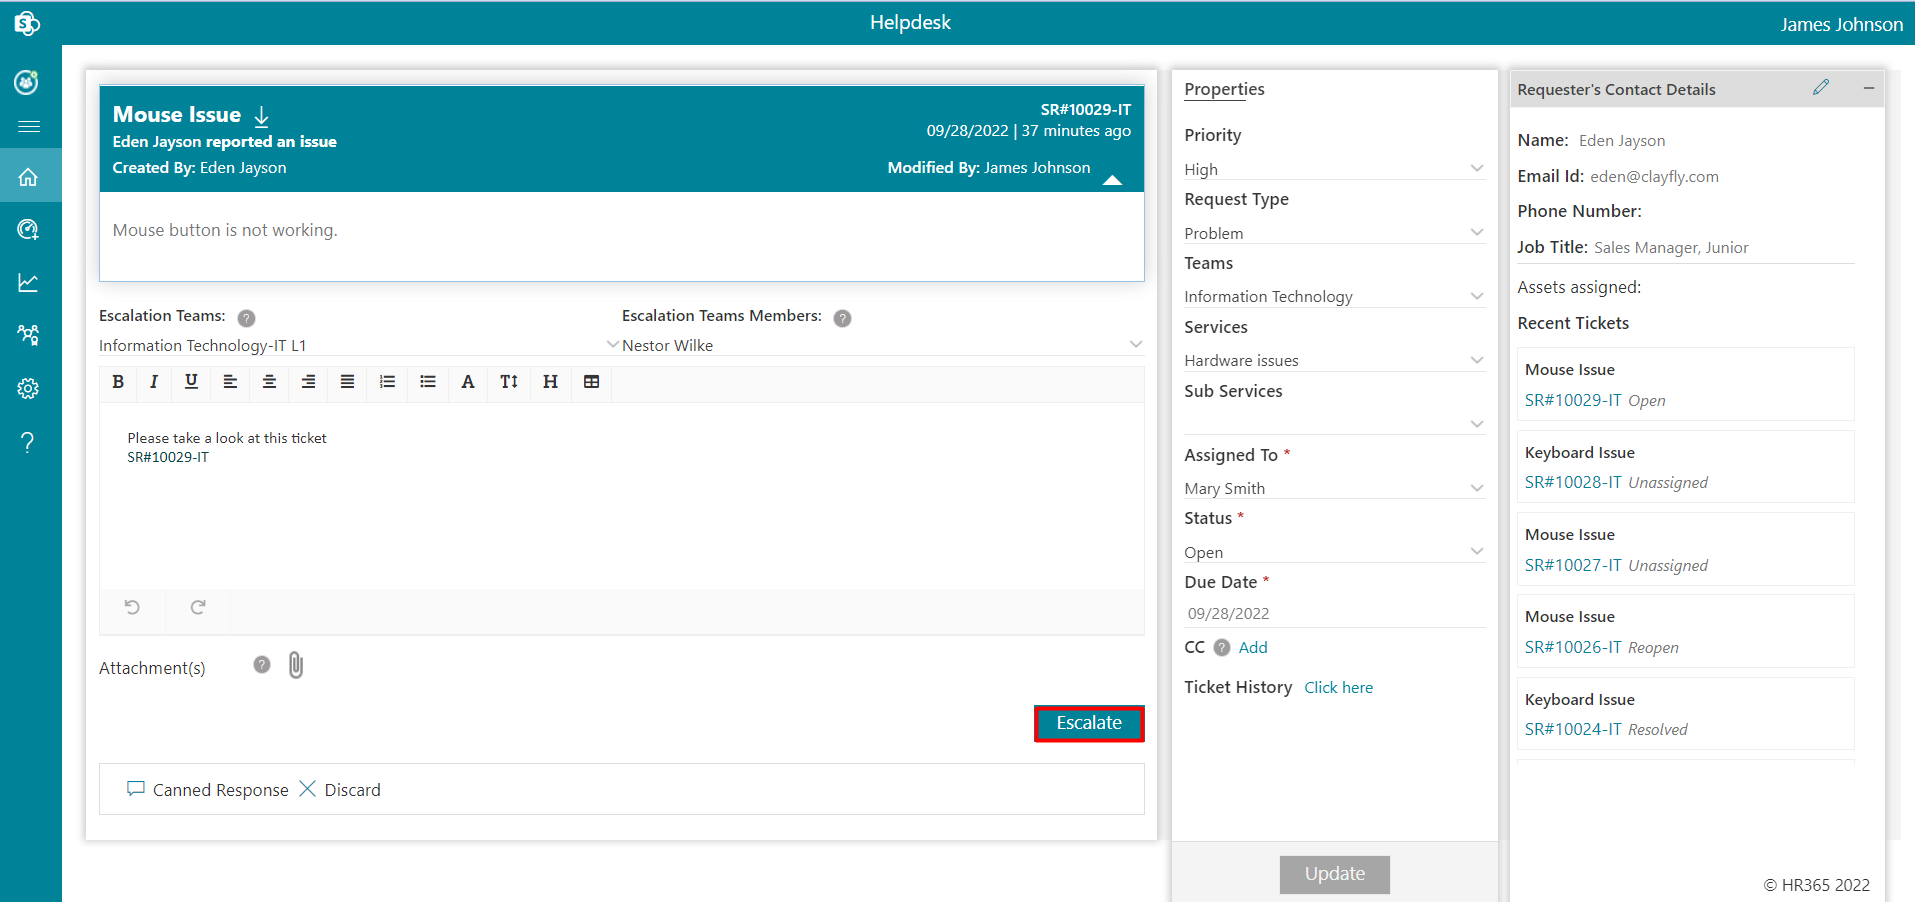 Helpdesk
James Johnson
Mouse Issue
SR#10029-IT
Eden Jayson reported an issue
09/28/2022 | 37 minutes ago
Created By: Eden Jayson
Modified By: James Johnson
Mouse button is not working.
Escalation Teams: ?
Escalation Teams Members: ?
Information Technology-IT L1
Nestor Wilke
B I U A T H
Please take a look at this ticket
SR#10029-IT
Attachment(s) ?
Escalate
Canned Response Discard
Properties
Priority
High
Request Type
Problem
Teams
Information Technology
Services
Hardware issues
Sub Services
Assigned To *
Mary Smith
Status *
Open
Due Date *
09/28/2022
CC ? Add
Ticket History Click here
Update
Requester's Contact Details
Name: Eden Jayson
Email Id: eden@clayfly.com
Phone Number:
Job Title: Sales Manager, Junior
Assets assigned:
Recent Tickets
Mouse Issue
SR#10029-IT Open
Keyboard Issue
SR#10028-IT Unassigned
Mouse Issue
SR#10027-IT Unassigned
Mouse Issue
SR#10026-IT Reopen
Keyboard Issue
SR#10024-IT Resolved
© HR365 2022